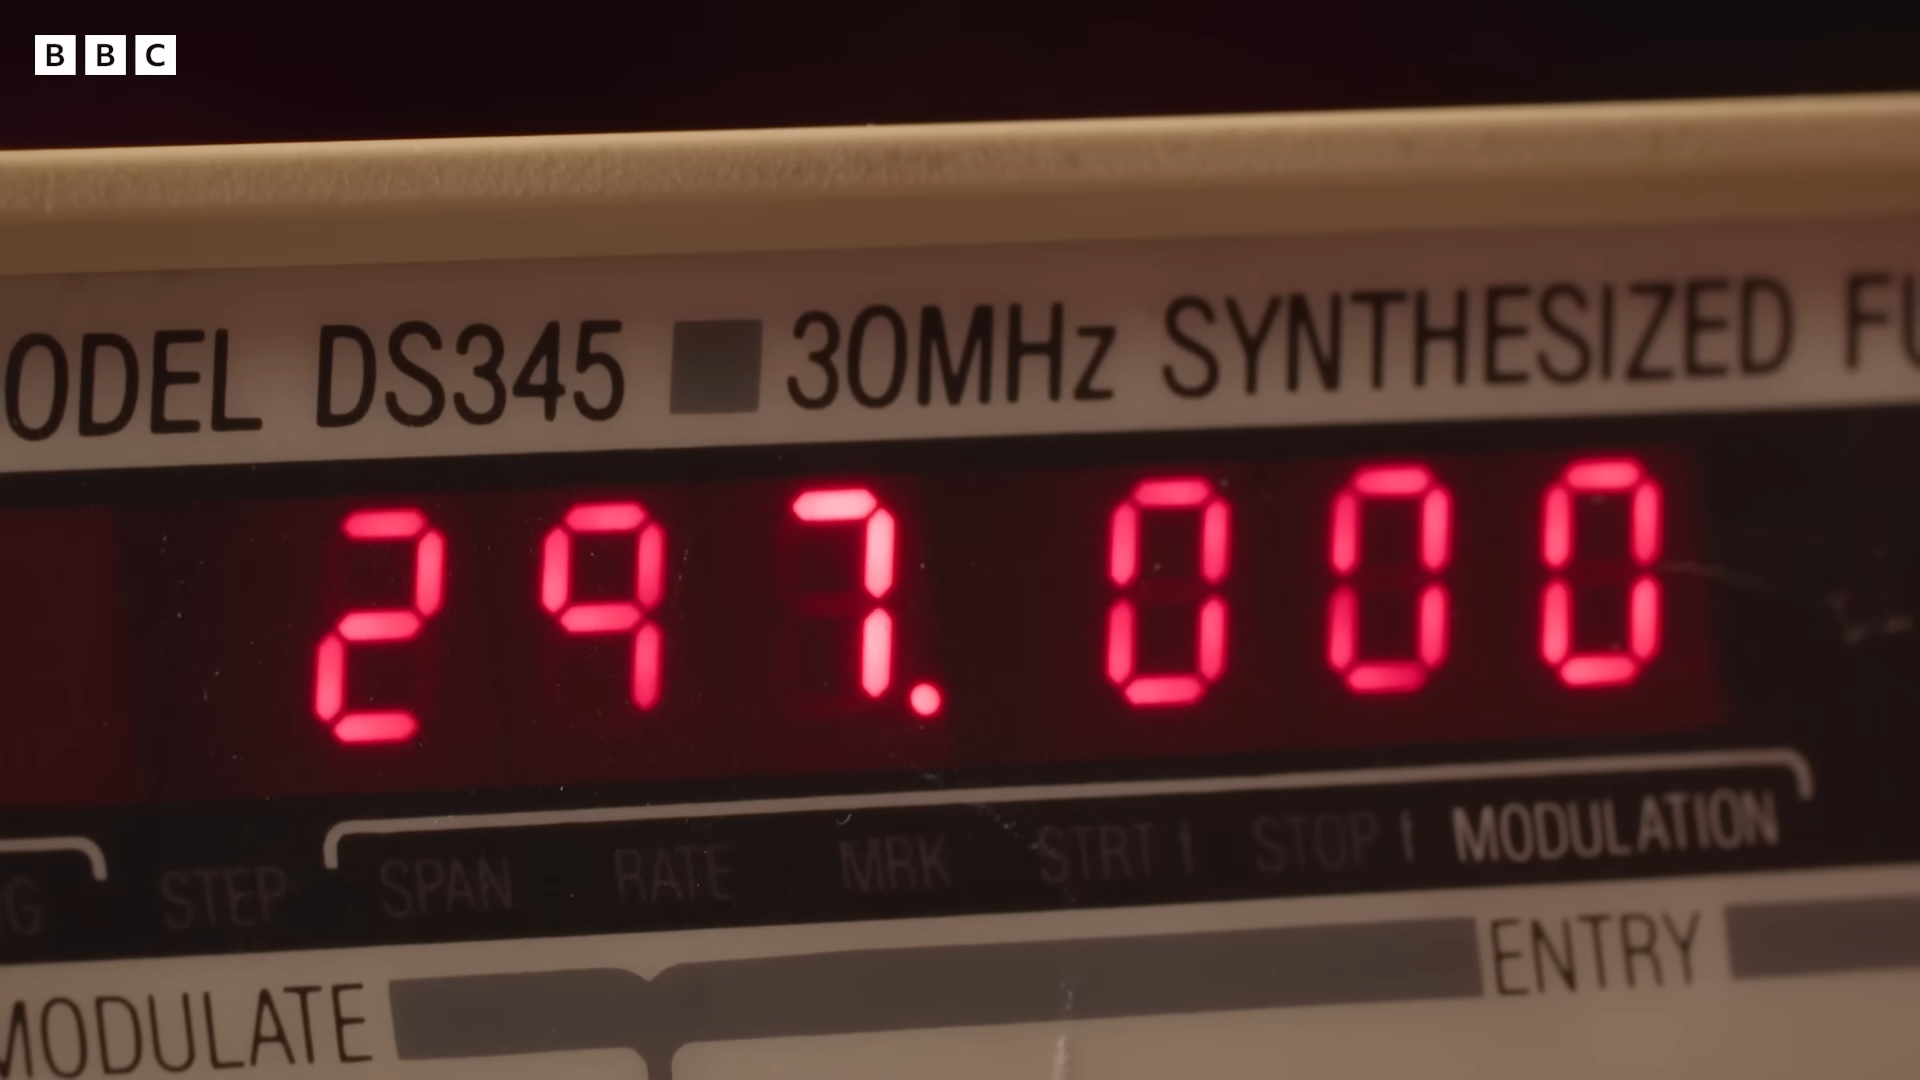 BBC
ODEL DS345 30MHz SYNTHESIZED FU
297.000
G STEP SPAN RATE MRK STRT f STOP f MODULATION
MODULATE ENTRY